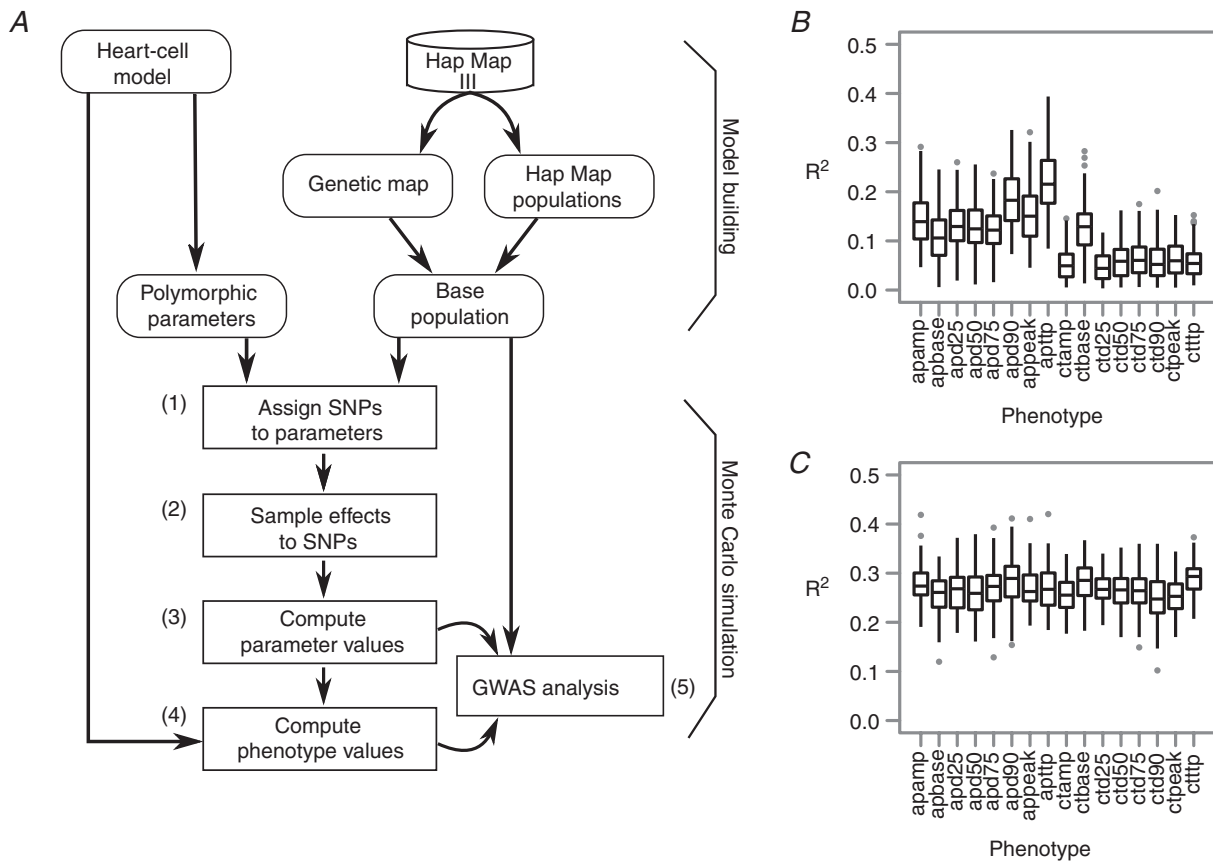 A
Heart-cell
model
Hap Map
III
Genetic map
Hap Map
populations
Polymorphic
parameters
Base
population
Model building
(1)
Assign SNPs
to parameters
(2)
Sample effects
to SNPs
(3)
Compute
parameter values
(4)
Compute
phenotype values
GWAS analysis
(5)
Monte Carlo simulation
B
0.5
0.4
0.3
0.2
0.1
0.0
R²
apamp
apbase
apd25
apd50
apd75
apd90
appeak
apttp
ctamp
ctbase
ctd25
ctd50
ctd75
ctd90
ctpeak
ctttp
Phenotype
C
0.5
0.4
0.3
0.2
0.1
0.0
R²
apamp
apbase
apd25
apd50
apd75
apd90
appeak
apttp
ctamp
ctbase
ctd25
ctd50
ctd75
ctd90
ctpeak
ctttp
Phenotype